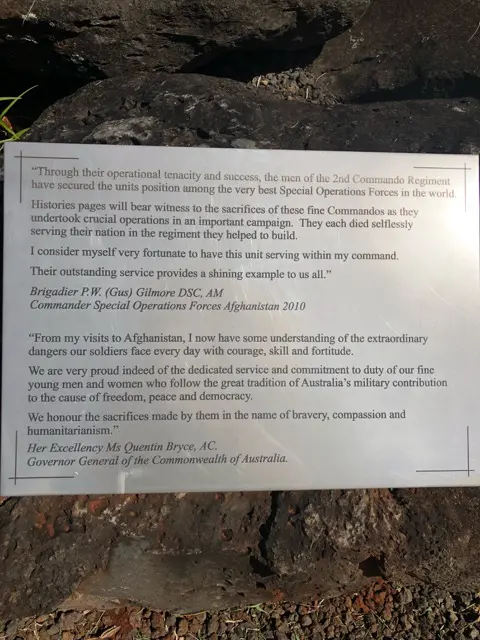 “Through their operational tenacity and success, the men of the 2nd Commando Regiment
have secured the units position among the very best Special Operations Forces in the world.
Histories pages will bear witness to the sacrifices of these fine Commandos as they
undertook crucial operations in an important campaign. They each died selflessly
serving their nation in the regiment they helped to build.
I consider myself very fortunate to have this unit serving within my command.
Their outstanding service provides a shining example to us all.”
Brigadier P.W. (Gus) Gilmore DSC, AM
Commander Special Operations Forces Afghanistan 2010
“From my visits to Afghanistan, I now have some understanding of the extraordinary
dangers our soldiers face every day with courage, skill and fortitude.
We are very proud indeed of the dedicated service and commitment to duty of our fine
young men and women who follow the great tradition of Australia’s military contribution
to the cause of freedom, peace and democracy.
We honour the sacrifices made by them in the name of bravery, compassion and
humanitarianism.”
Her Excellency Ms Quentin Bryce, AC.
Governor General of the Commonwealth of Australia.